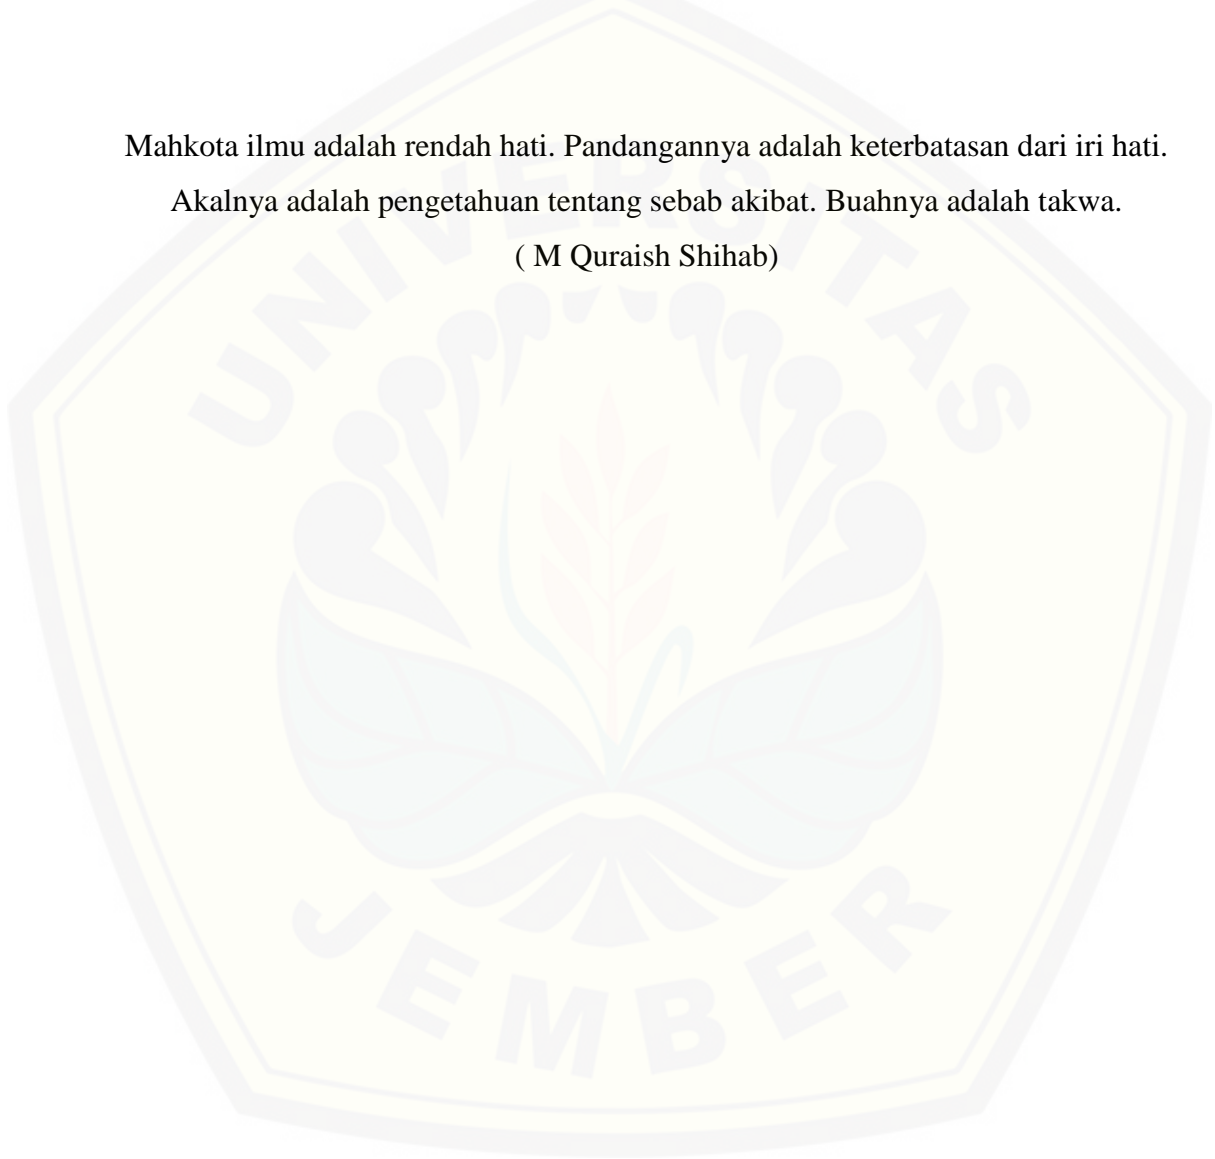 Mahkota ilmu adalah rendah hati. Pandangannya adalah keterbatasan dari iri hati.
Akalnya adalah pengetahuan tentang sebab akibat. Buahnya adalah takwa.
( M Quraish Shihab)
UNIVERSITAS
JEMBER